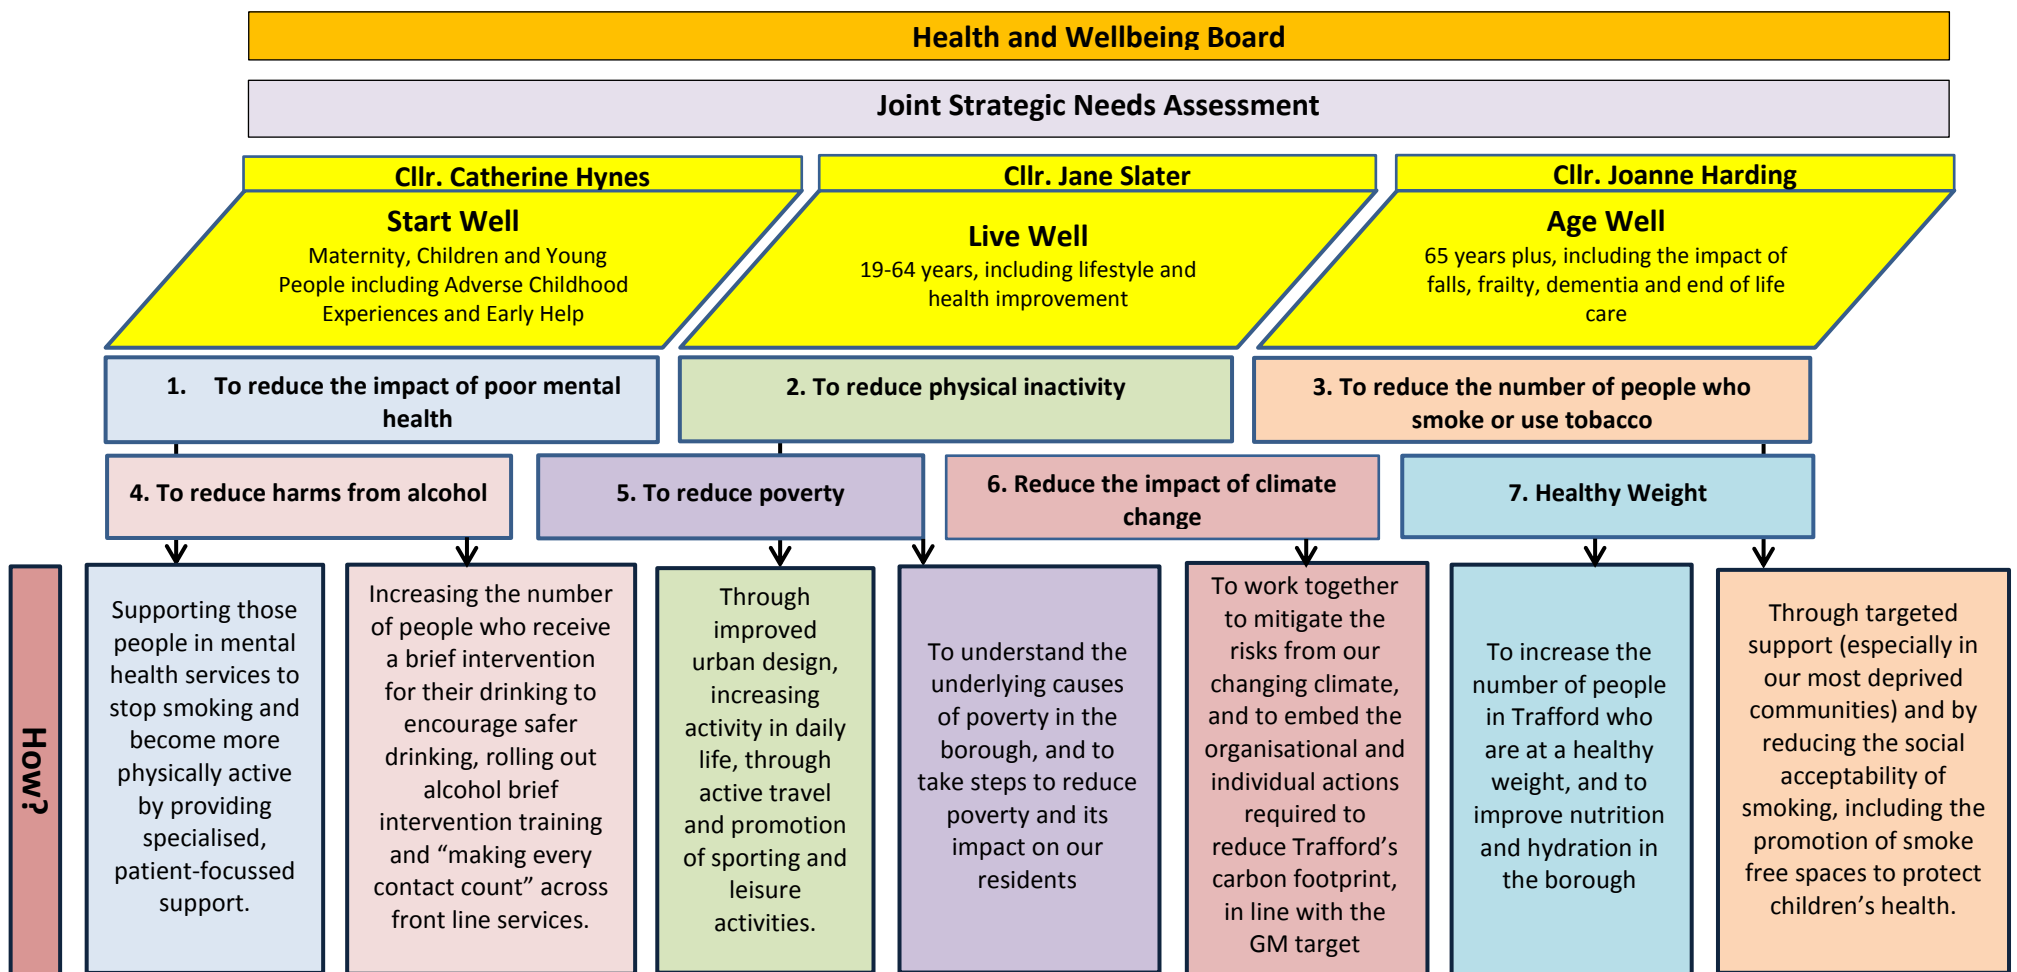 Health and Wellbeing Board
Joint Strategic Needs Assessment
Cllr. Catherine Hynes
Start Well
Maternity, Children and Young
People including Adverse Childhood
Experiences and Early Help
Cllr. Jane Slater
Live Well
19-64 years, including lifestyle and
health improvement
Cllr. Joanne Harding
Age Well
65 years plus, including the impact of
falls, frailty, dementia and end of life
care
1. To reduce the impact of poor mental
health
2. To reduce physical inactivity
3. To reduce the number of people who
smoke or use tobacco
4. To reduce harms from alcohol
5. To reduce poverty
6. Reduce the impact of climate
change
7. Healthy Weight
How?
Supporting those
people in mental
health services to
stop smoking and
become more
physically active
by providing
specialised,
patient-focussed
support.
Increasing the number
of people who receive
a brief intervention
for their drinking to
encourage safer
drinking, rolling out
alcohol brief
intervention training
and “making every
contact count” across
front line services.
Through
improved
urban design,
increasing
activity in daily
life, through
active travel
and promotion
of sporting and
leisure
activities.
To understand the
underlying causes
of poverty in the
borough, and to
take steps to reduce
poverty and its
impact on our
residents
To work together
to mitigate the
risks from our
changing climate,
and to embed the
organisational and
individual actions
required to
reduce Trafford’s
carbon footprint,
in line with the
GM target
To increase the
number of people
in Trafford who
are at a healthy
weight, and to
improve nutrition
and hydration in
the borough
Through targeted
support (especially in
our most deprived
communities) and by
reducing the social
acceptability of
smoking, including the
promotion of smoke
free spaces to protect
children’s health.